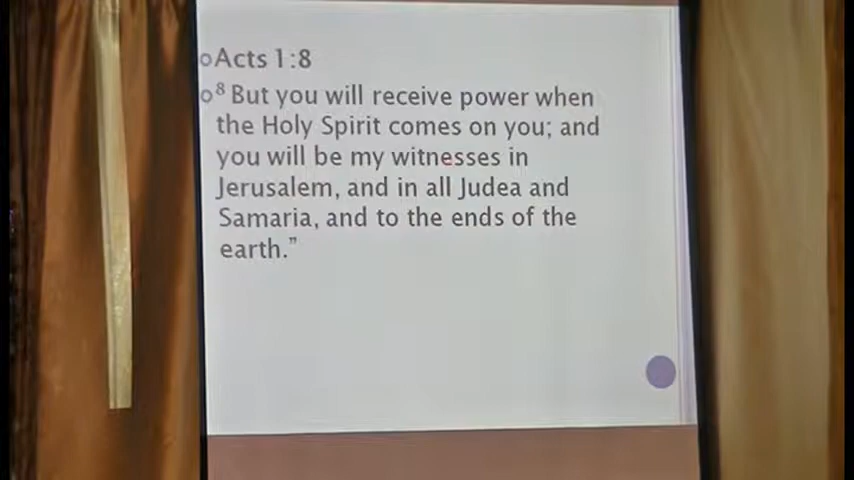 Acts 1:8
8 But you will receive power when
the Holy Spirit comes on you; and
you will be my witnesses in
Jerusalem, and in all Judea and
Samaria, and to the ends of the
earth.”